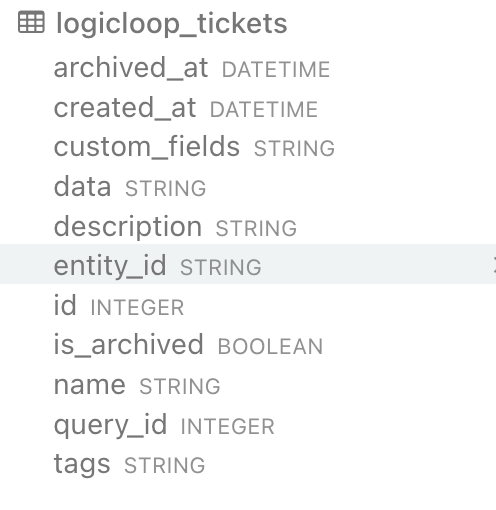 logicloop_tickets
archived_at DATETIME
created_at DATETIME
custom_fields STRING
data STRING
description STRING
entity_id STRING
id INTEGER
is_archived BOOLEAN
name STRING
query_id INTEGER
tags STRING